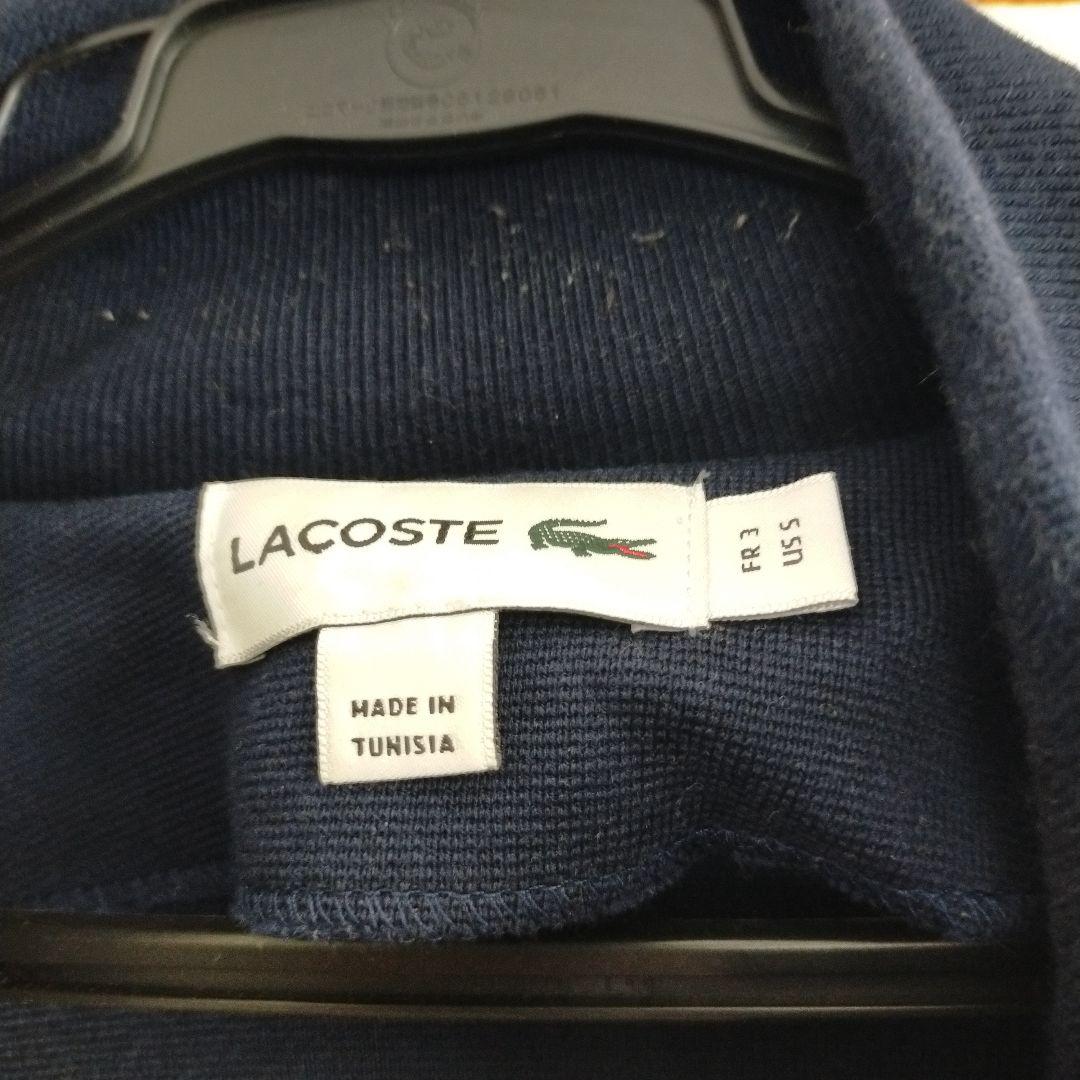 LACOSTE
FR 3
US S
MADE IN
TUNISIA